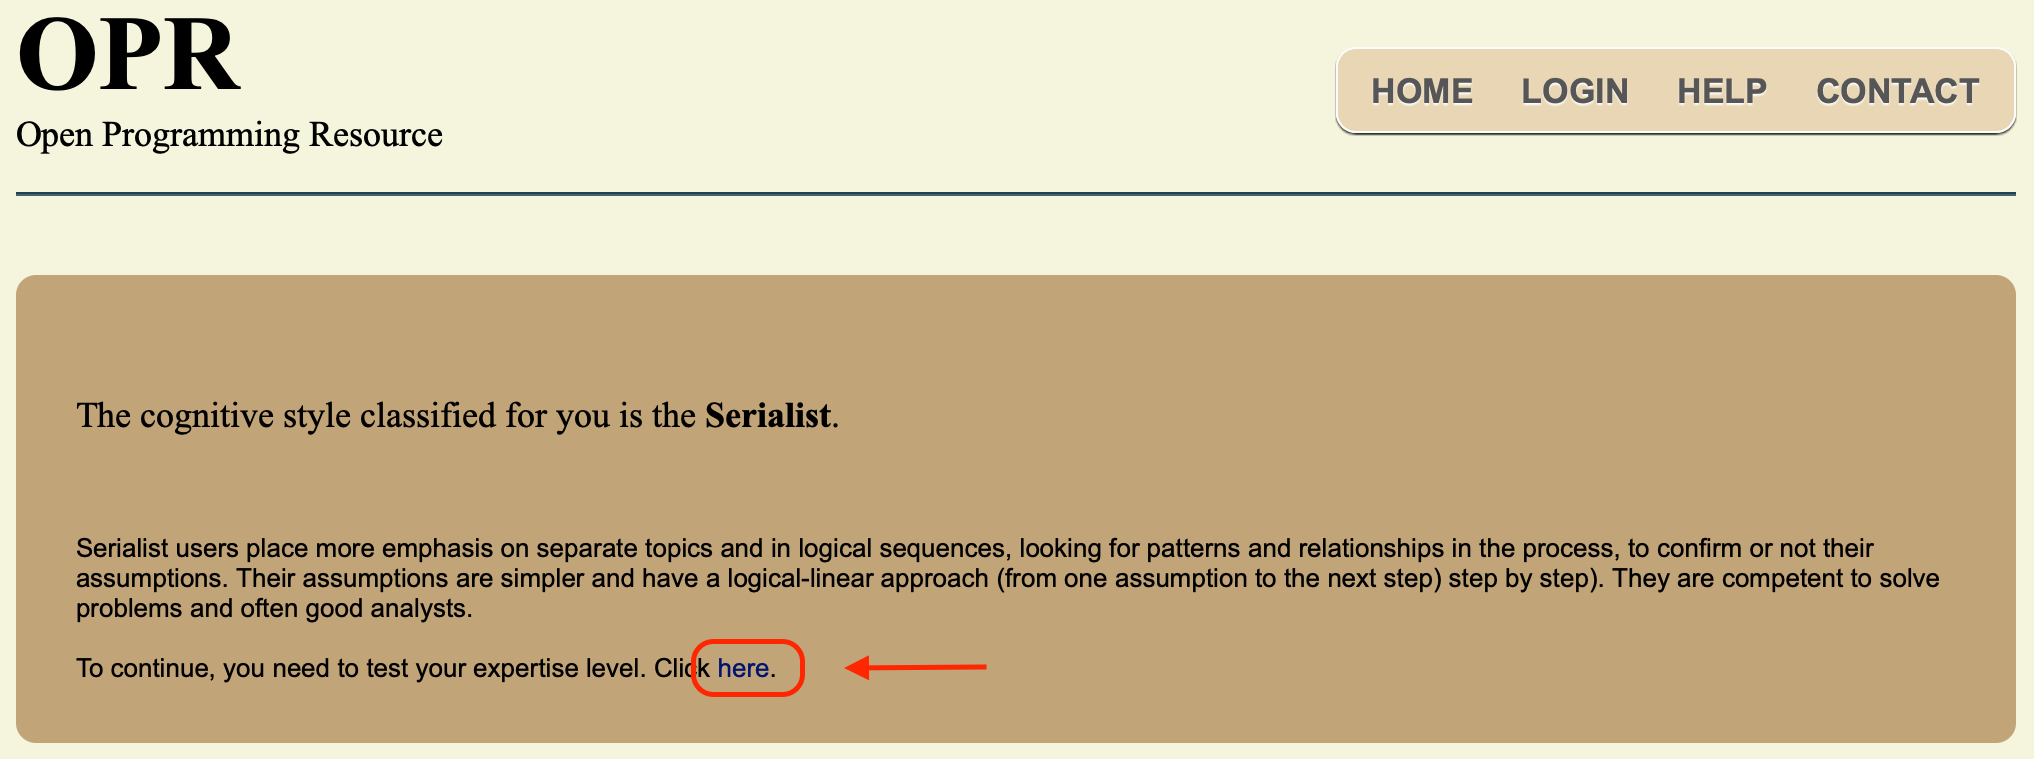 OPR
Open Programming Resource
HOME LOGIN HELP CONTACT
The cognitive style classified for you is the Serialist.
Serialist users place more emphasis on separate topics and in logical sequences, looking for patterns and relationships in the process, to confirm or not their
assumptions. Their assumptions are simpler and have a logical-linear approach (from one assumption to the next step) step by step). They are competent to solve
problems and often good analysts.
To continue, you need to test your expertise level. Click here.